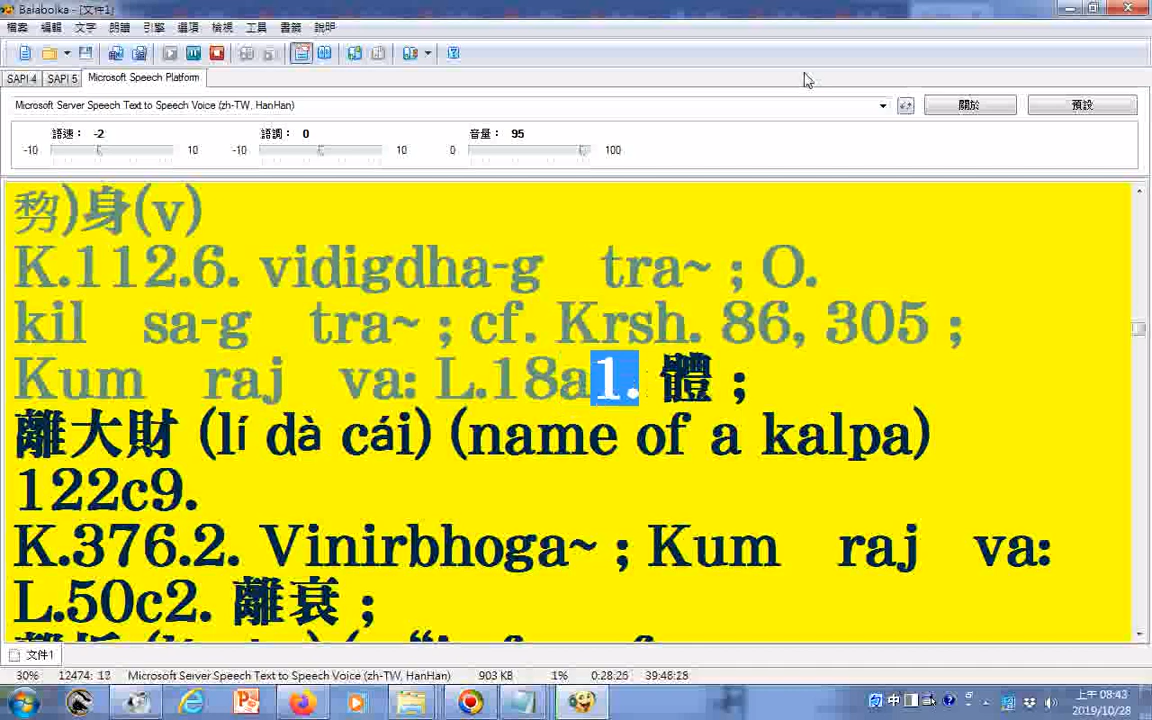 Balabolka - [文件1]
檔案 編輯 文字 朗讀 引擎 選項 檢視 工具 書籤 說明
SAPI 4 SAPI 5 Microsoft Speech Platform
Microsoft Server Speech Text to Speech Voice (zh-TW, HanHan) 關於 預設
語速： -2 語調： 0 音量： 95
-10 10 -10 10 0 100
)身(v)
K.112.6. vidigdha-g tra~ ; O.
kil sa-g tra~ ; cf. Krsh. 86, 305 ;
Kum raj va: L.18a1. 體 ;
離大財 (lí dà cái) (name of a kalpa)
122c9.
K.376.2. Vinirbhoga~ ; Kum raj va:
L.50c2. 離衰 ;
文件1
30% 12474: 13 Microsoft Server Speech Text to Speech Voice (zh-TW, HanHan) 903 KB 1% 0:28:26 39:46:28
中 上午 08:43
2019/10/28